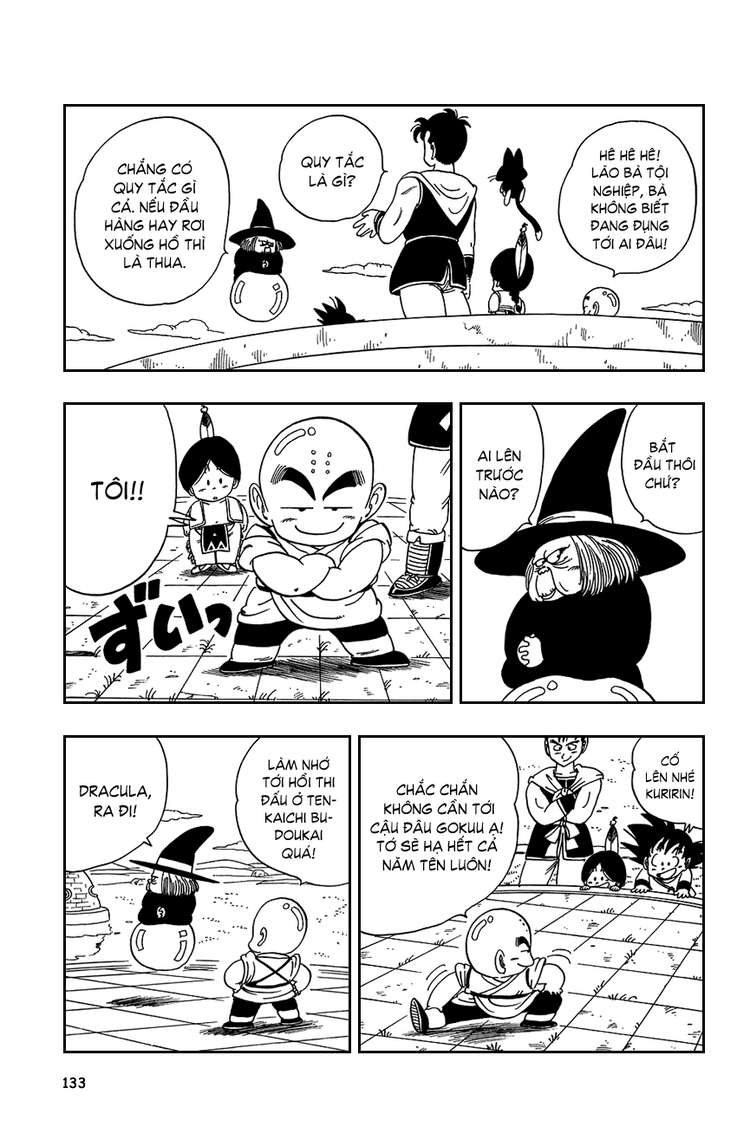 HÊ HÊ HÊ!
LÃO BÀ TỘI
NGHIỆP, BÀ
KHÔNG BIẾT
ĐANG ĐỤNG
TỚI AI ĐÂU!
QUY TẮC
LÀ GÌ?
CHẲNG CÓ
QUY TẮC GÌ
CẢ. NẾU ĐẦU
HÀNG HAY RƠI
XUỐNG HỒ THÌ
LÀ THUA.
BẮT
ĐẦU THÔI
CHỨ?
AI LÊN
TRƯỚC
NÀO?
TÔI!!
ずいっ
CỐ
LÊN NHÉ
KURIRIN!
CHẮC CHẮN
KHÔNG CẦN TỚI
CẬU ĐÂU GOKUU Ạ!
TỚ SẼ HẠ HẾT CẢ
NĂM TÊN LUÔN!
LÀM NHỚ
TỚI HỒI THI
ĐẤU Ở TEN-
KAICHI BU-
DOUKAI
QUÁ!
DRACULA,
RA ĐI!
133